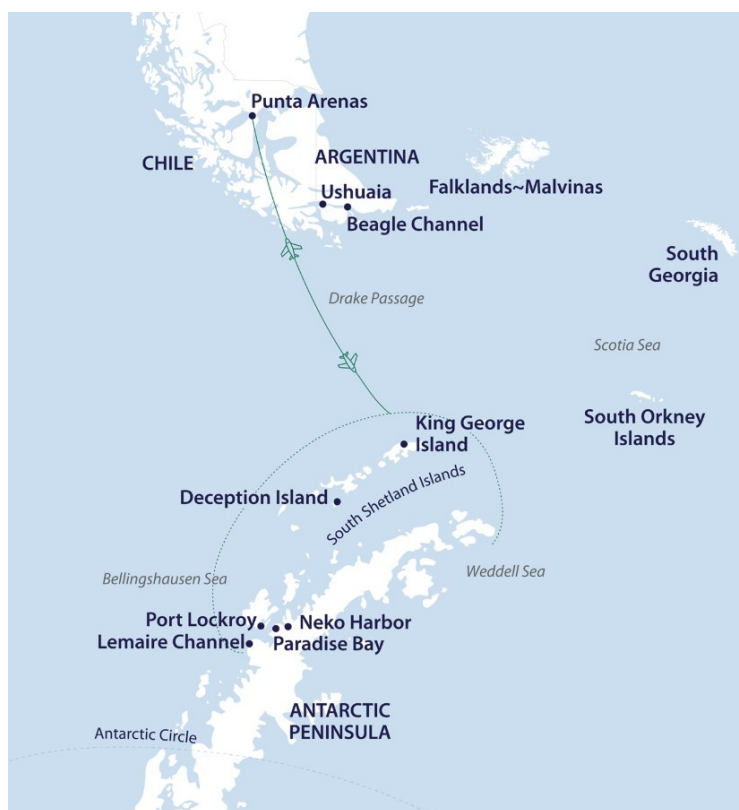 Punta Arenas
CHILE
ARGENTINA
Falklands~Malvinas
Ushuaia
Beagle Channel
South
Georgia
Drake Passage
Scotia Sea
King George
Island
South Orkney
Islands
Deception Island
South Shetland Islands
Bellingshausen Sea
Weddell Sea
Port Lockroy
Neko Harbor
Lemaire Channel
Paradise Bay
ANTARCTIC
PENINSULA
Antarctic Circle